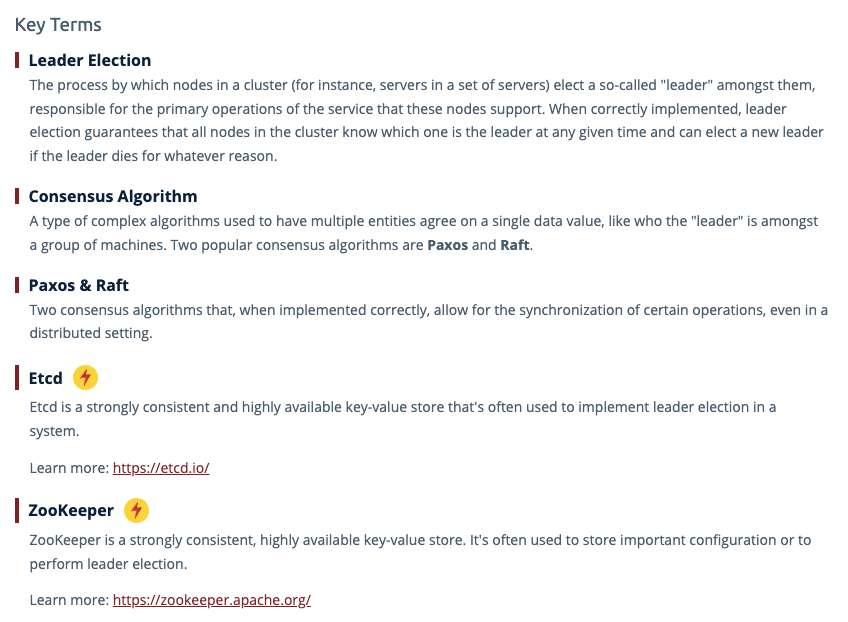 Key Terms
Leader Election
The process by which nodes in a cluster (for instance, servers in a set of servers) elect a so-called "leader" amongst them,
responsible for the primary operations of the service that these nodes support. When correctly implemented, leader
election guarantees that all nodes in the cluster know which one is the leader at any given time and can elect a new leader
if the leader dies for whatever reason.
Consensus Algorithm
A type of complex algorithms used to have multiple entities agree on a single data value, like who the "leader" is amongst
a group of machines. Two popular consensus algorithms are Paxos and Raft.
Paxos & Raft
Two consensus algorithms that, when implemented correctly, allow for the synchronization of certain operations, even in a
distributed setting.
Etcd
Etcd is a strongly consistent and highly available key-value store that's often used to implement leader election in a
system.
Learn more: https://etcd.io/
ZooKeeper
ZooKeeper is a strongly consistent, highly available key-value store. It's often used to store important configuration or to
perform leader election.
Learn more: https://zookeeper.apache.org/